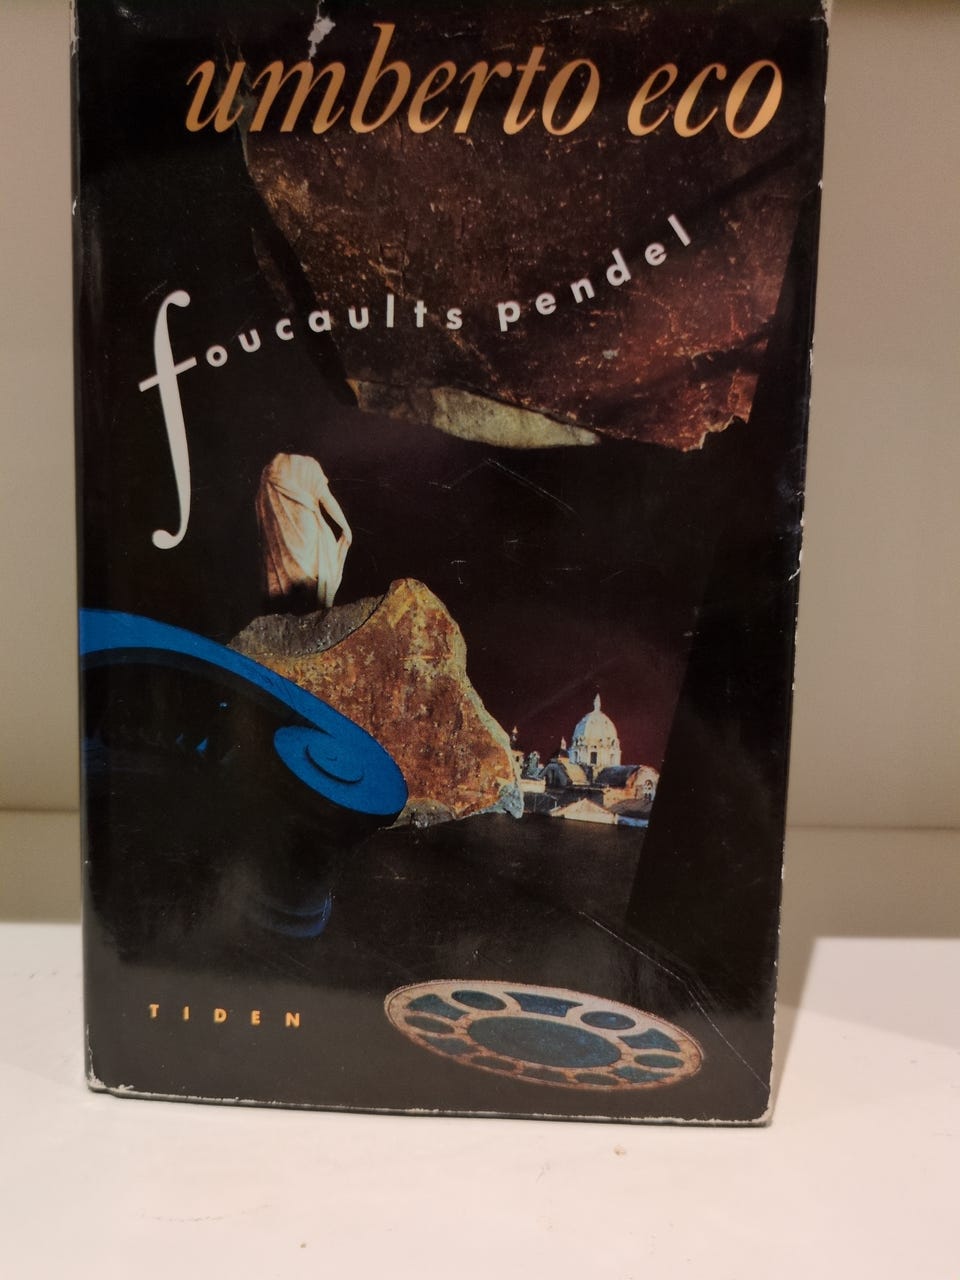 umberto eco
foucaults pendel
TIDEN